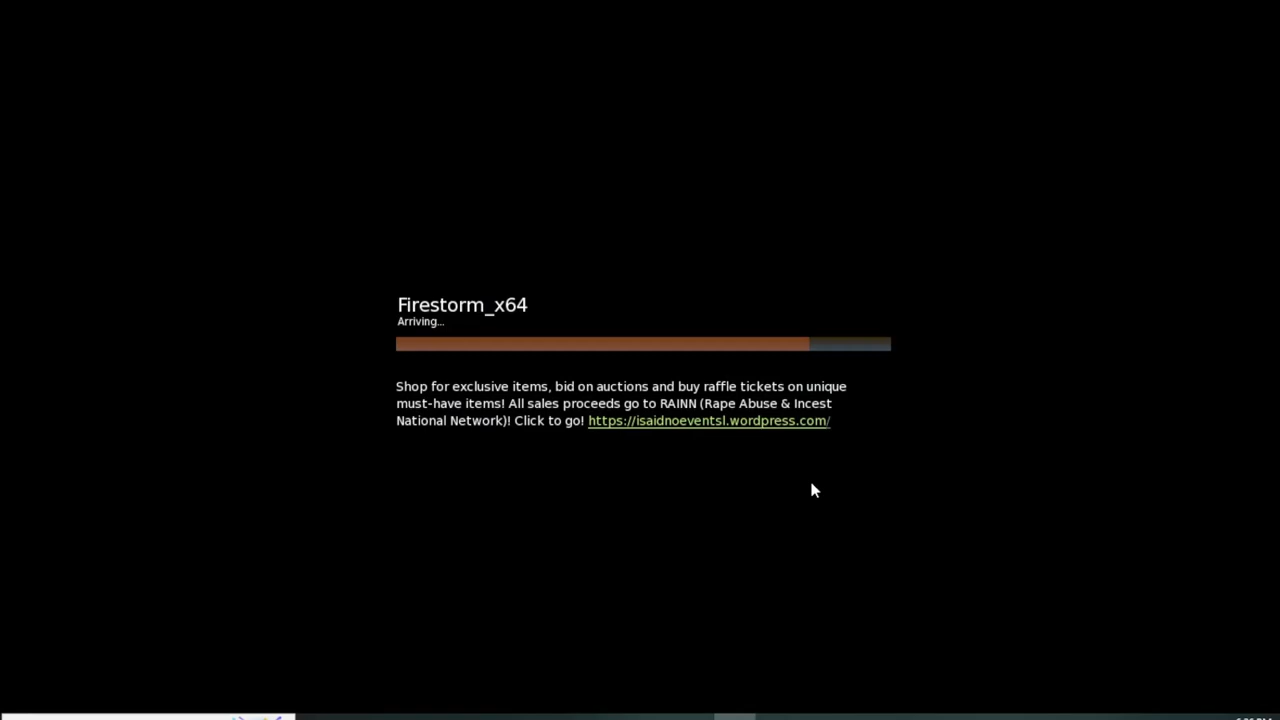 Firestorm_x64
Arriving...
Shop for exclusive items, bid on auctions and buy raffle tickets on unique
must-have items! All sales proceeds go to RAINN (Rape Abuse & Incest
National Network)! Click to go! https://isaidnoeventsl.wordpress.com/